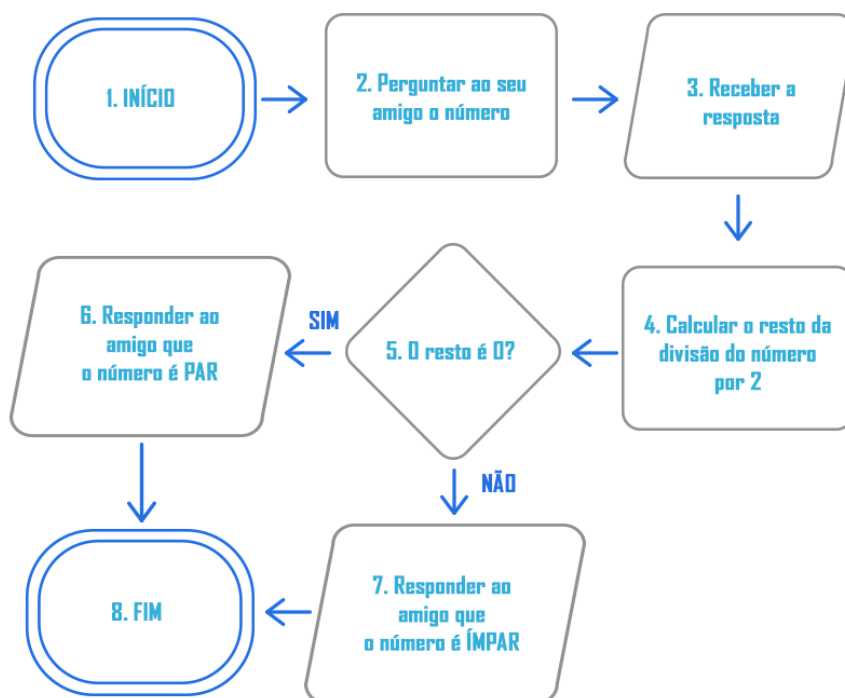 1. INÍCIO
2. Perguntar ao seu
amigo o número
3. Receber a
resposta
4. Calcular o resto da
divisão do número
por 2
5. O resto é 0?
SIM
6. Responder ao
amigo que
o número é PAR
NÃO
7. Responder ao
amigo que
o número é ÍMPAR
8. FIM